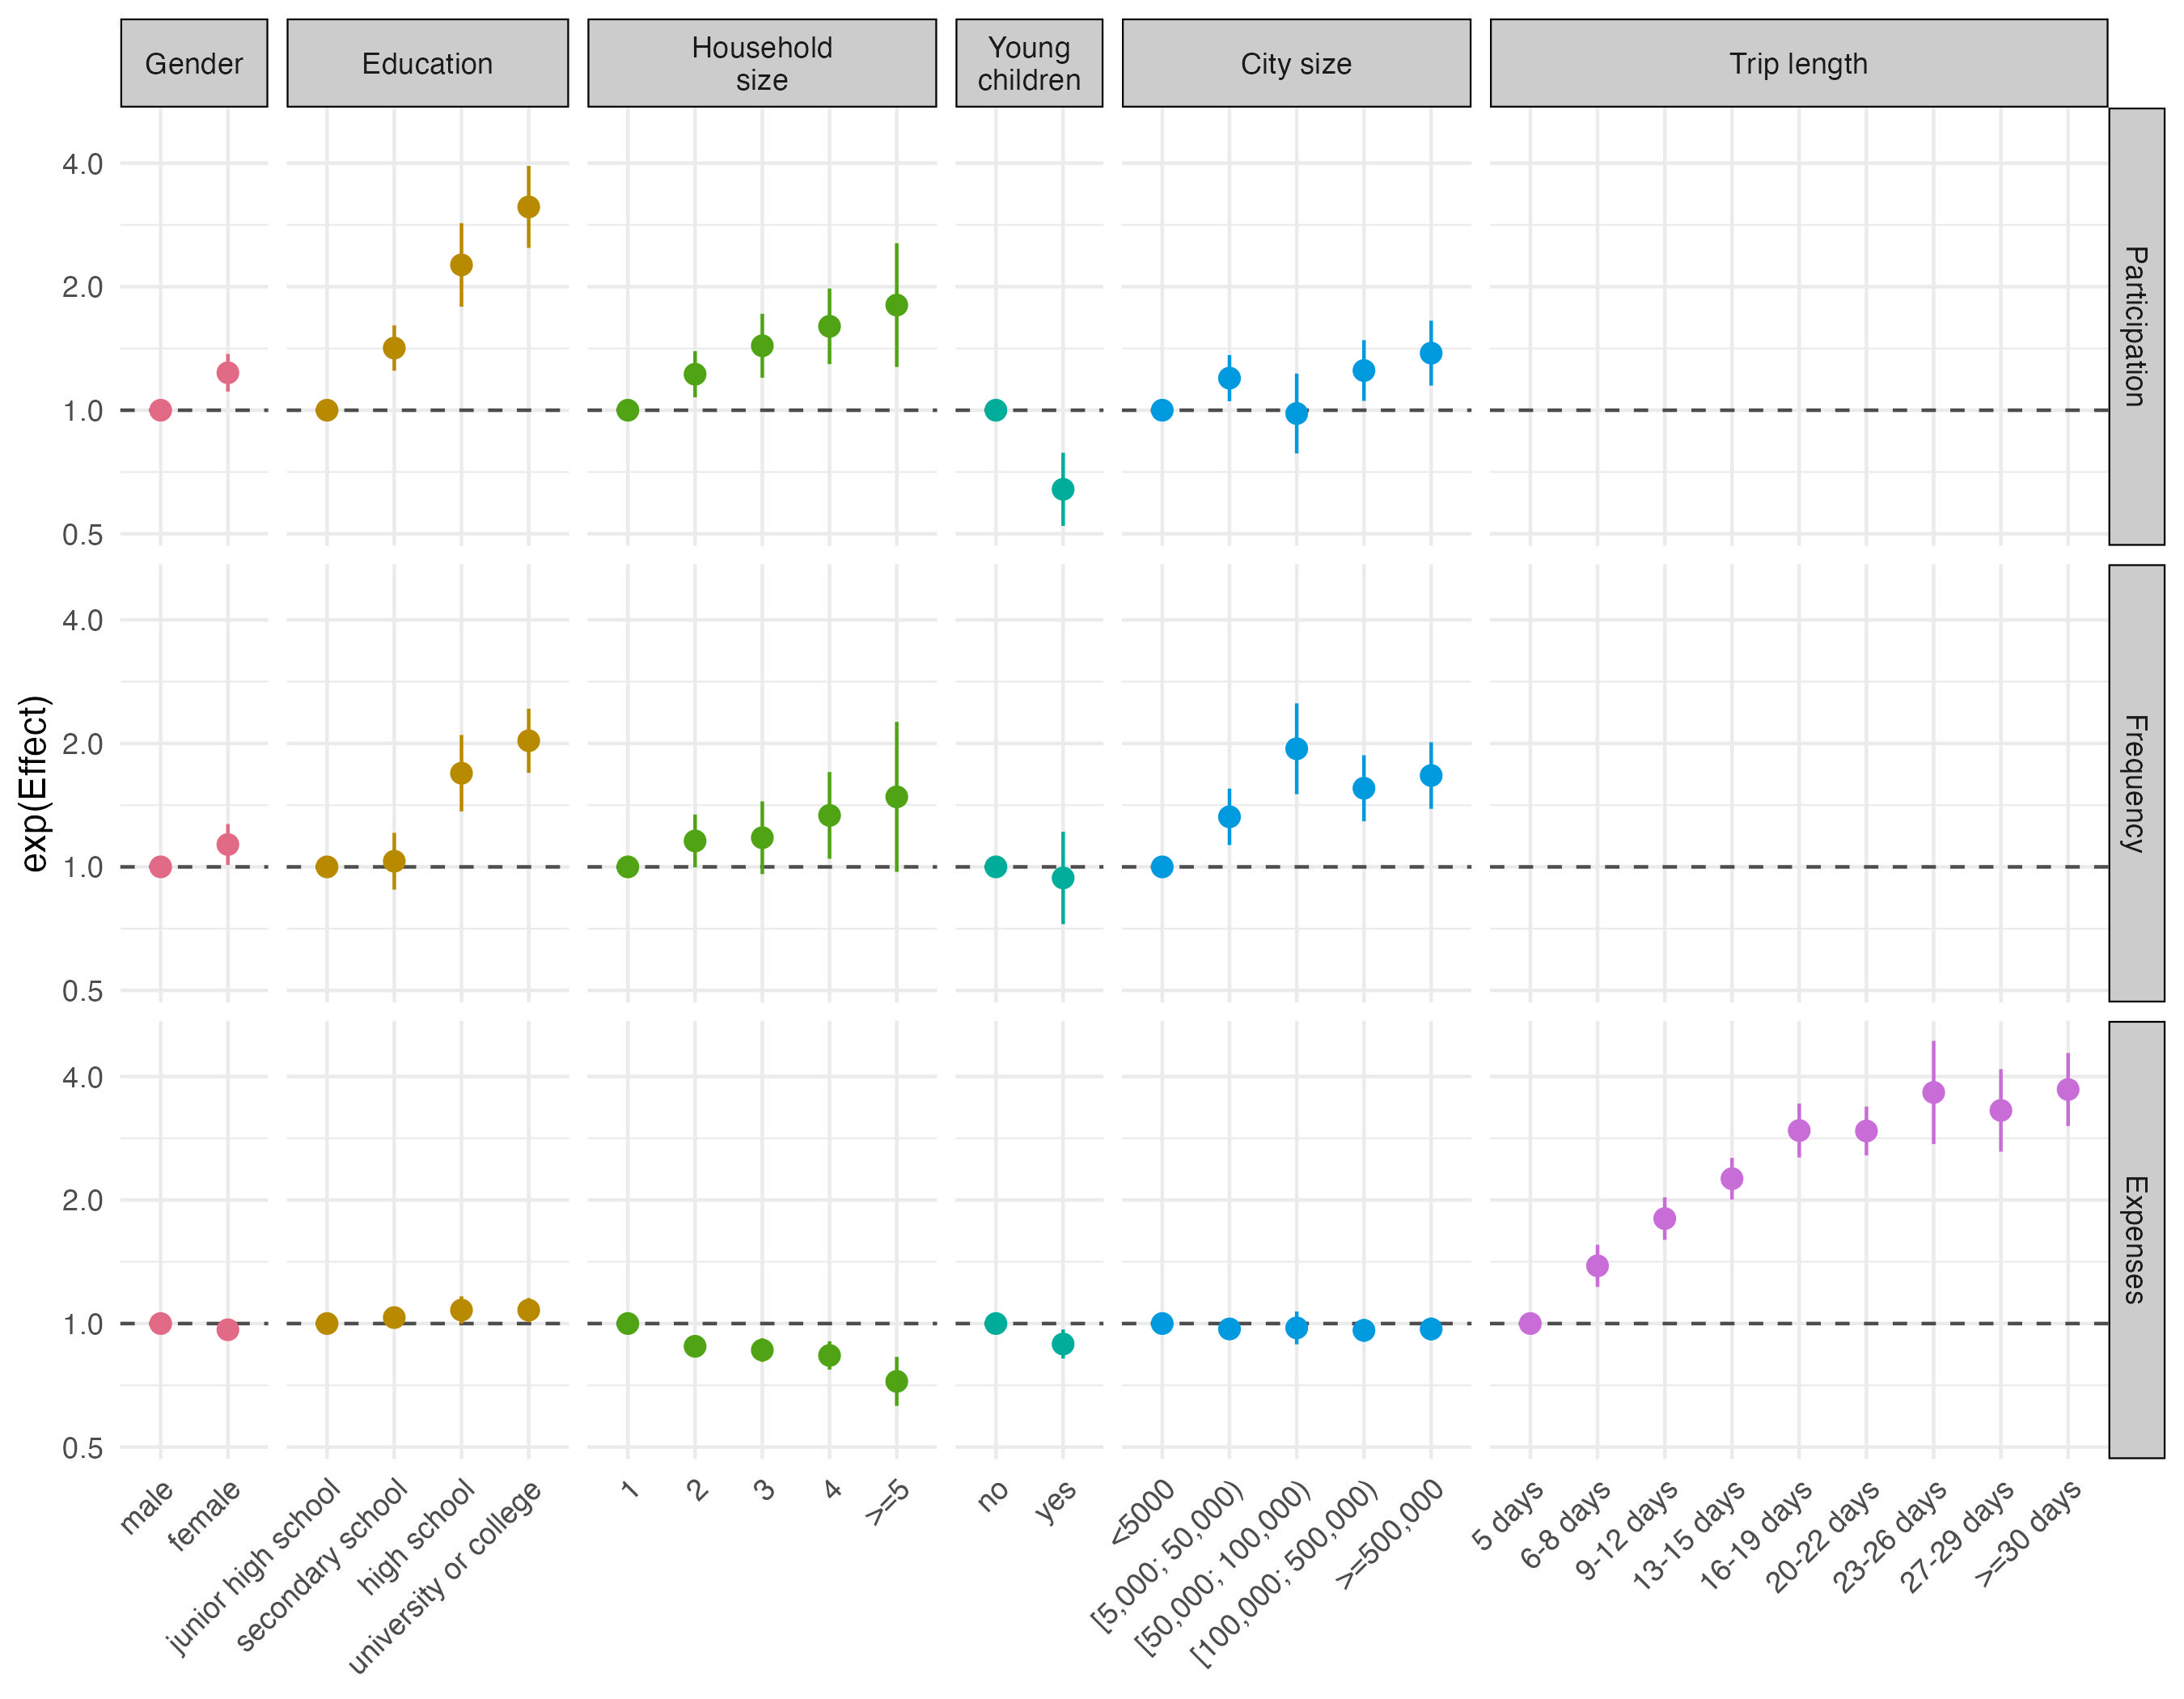 Gender
Education
Household
size
Young
children
City size
Trip length
4.0
2.0
1.0
0.5
Participation
4.0
2.0
1.0
0.5
Frequency
exp(Effect)
4.0
2.0
1.0
0.5
Expenses
male
female
junior high school
secondary school
high school
university or college
1
2
3
4
>=5
no
yes
<5000
[5,000; 50,000)
[50,000; 100,000)
[100,000; 500,000)
>=500,000
5 days
6-8 days
9-12 days
13-15 days
16-19 days
20-22 days
23-26 days
27-29 days
>=30 days